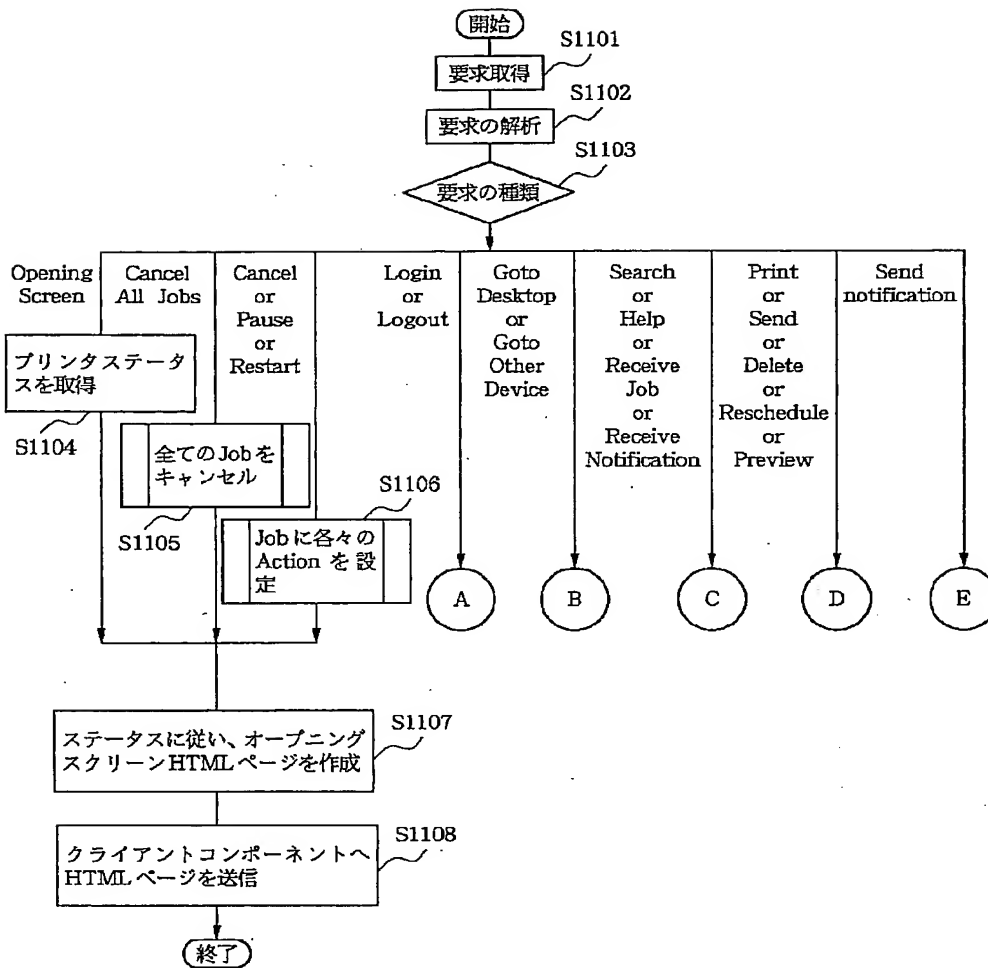 開始
S1101
要求取得
S1102
要求の解析
S1103
要求の種類
Opening
Screen
Cancel
All Jobs
Cancel
or
Pause
or
Restart
Login
or
Logout
Goto
Desktop
or
Goto
Other
Device
Search
or
Help
or
Receive
Job
or
Receive
Notification
Print
or
Send
or
Delete
or
Reschedule
or
Preview
Send
notification
プリンタステータ
スを取得
S1104
全てのJobを
キャンセル
S1105
S1106
Jobに各々の
Actionを設
定
A
B
C
D
E
S1107
ステータスに従い、オープニング
スクリーンHTMLページを作成
S1108
クライアントコンポーネントへ
HTMLページを送信
終了